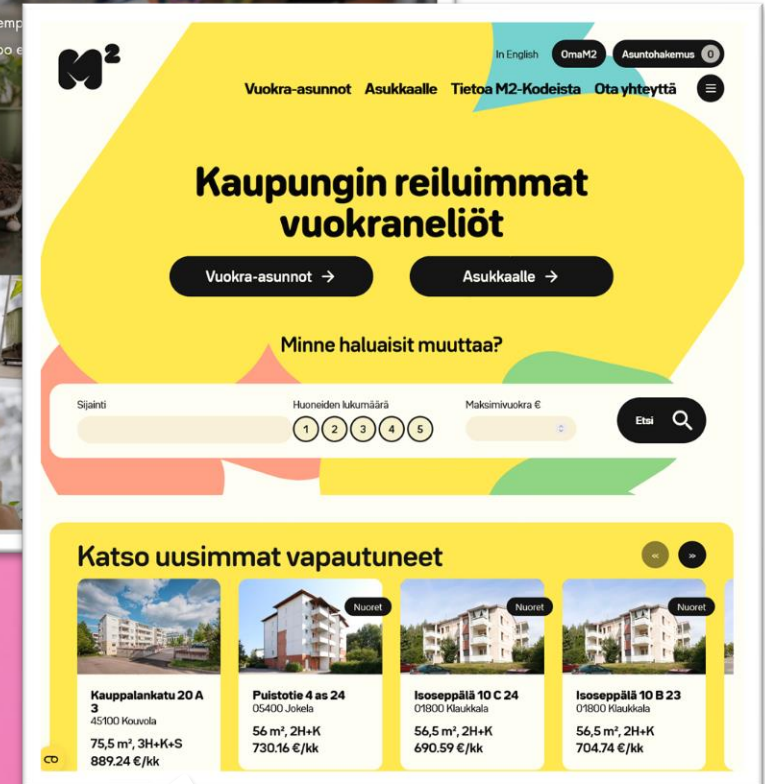 M²
In English OmaM2 Asuntohakemus 0
Vuokra-asunnot Asukkaalle Tietoa M2-Kodeista Ota yhteyttä
Kaupungin reiluimmat
vuokraneliöt
Vuokra-asunnot →
Asukkaalle →
Minne haluaisit muuttaa?
Sijainti
Huoneiden lukumäärä
1 2 3 4 5
Maksimivuokra €
Etsi
Katso uusimmat vapautuneet
« »
Kauppalankatu 20 A
3
45100 Kouvola
75,5 m², 3H+K+S
889.24 €/kk
Nuoret
Puistotie 4 as 24
05400 Jokela
56 m², 2H+K
730.16 €/kk
Nuoret
Isoseppälä 10 C 24
01800 Klaukkala
56,5 m², 2H+K
690.59 €/kk
Nuoret
Isoseppälä 10 B 23
01800 Klaukkala
56,5 m², 2H+K
704.74 €/kk